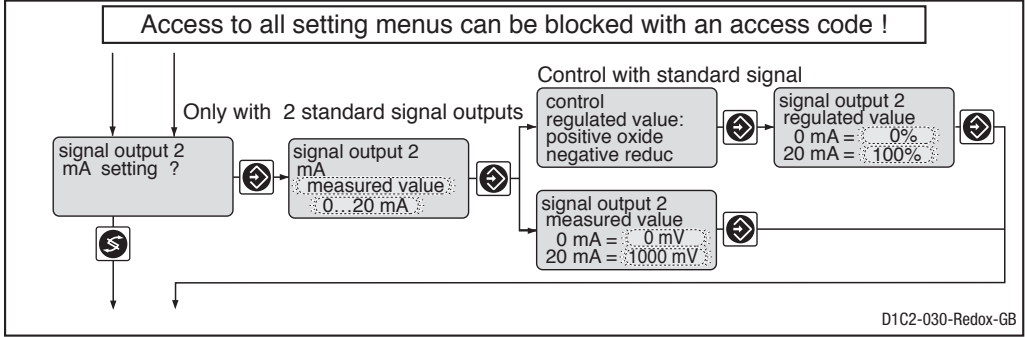 Access to all setting menus can be blocked with an access code !
Control with standard signal
Only with 2 standard signal outputs
signal output 2
mA setting ?
signal output 2
mA
measured value
0...20 mA
control
regulated value:
positive oxide
negative reduc
signal output 2
regulated value
0 mA = 0%
20 mA = 100%
signal output 2
measured value
0 mA = 0 mV
20 mA = 1000 mV
D1C2-030-Redox-GB